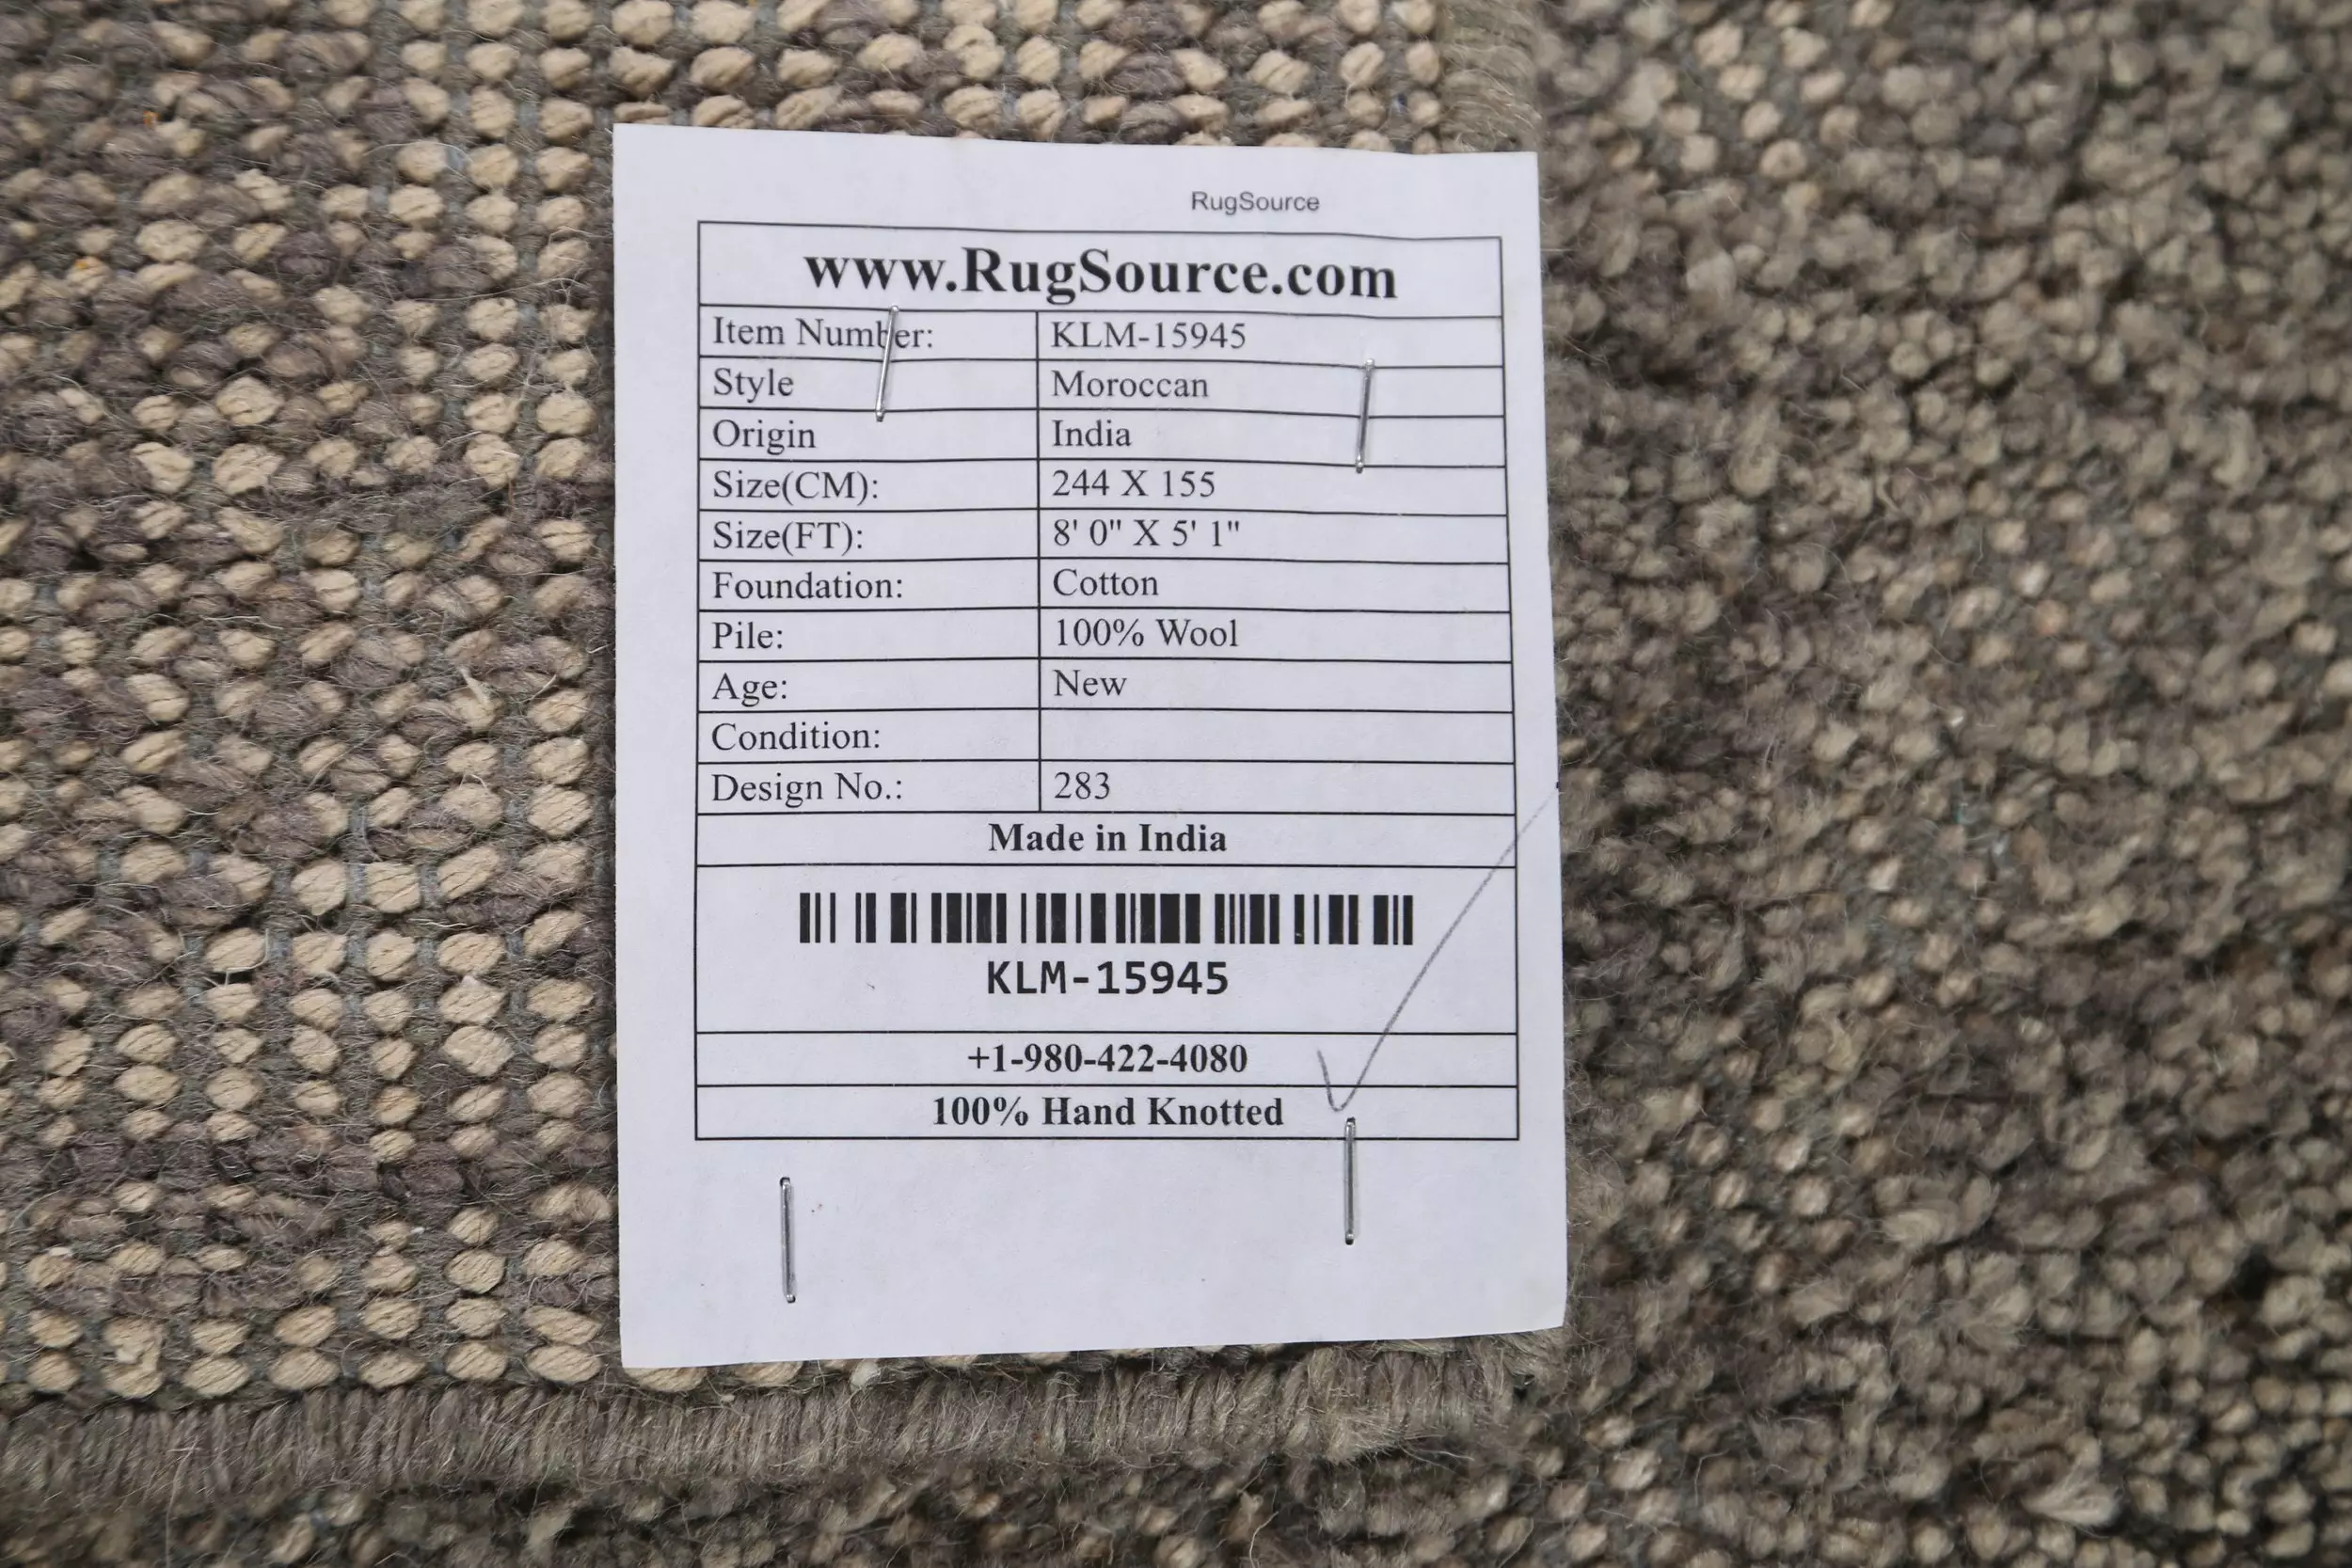 RugSource
www.RugSource.com
Item Number: KLM-15945
Style Moroccan
Origin India
Size(CM): 244 X 155
Size(FT): 8' 0" X 5' 1"
Foundation: Cotton
Pile: 100% Wool
Age: New
Condition:
Design No.: 283
Made in India
KLM-15945
+1-980-422-4080
100% Hand Knotted